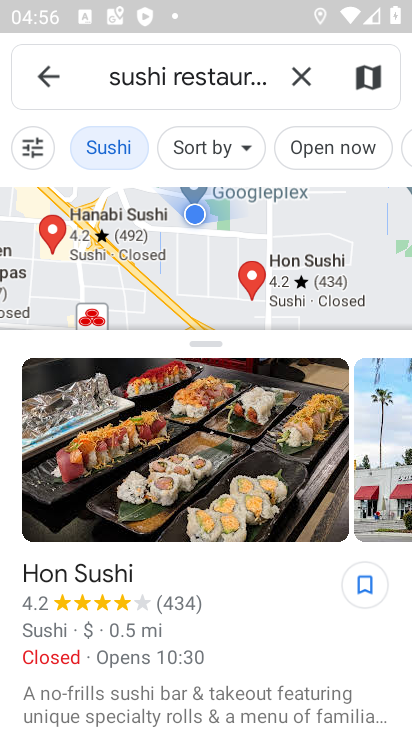 04:56
sushi restaur...
Sushi
Sort by
Open now
Googleplex
Hanabi Sushi
4.2 ★ (492)
Sushi · Closed
en
pas
7)
osed
Hon Sushi
4.2 ★ (434)
Sushi · Closed
Hon Sushi
4.2 ★★★★★ (434)
Sushi · $ · 0.5 mi
Closed · Opens 10:30
A no-frills sushi bar & takeout featuring
unique specialty rolls & a menu of familia...